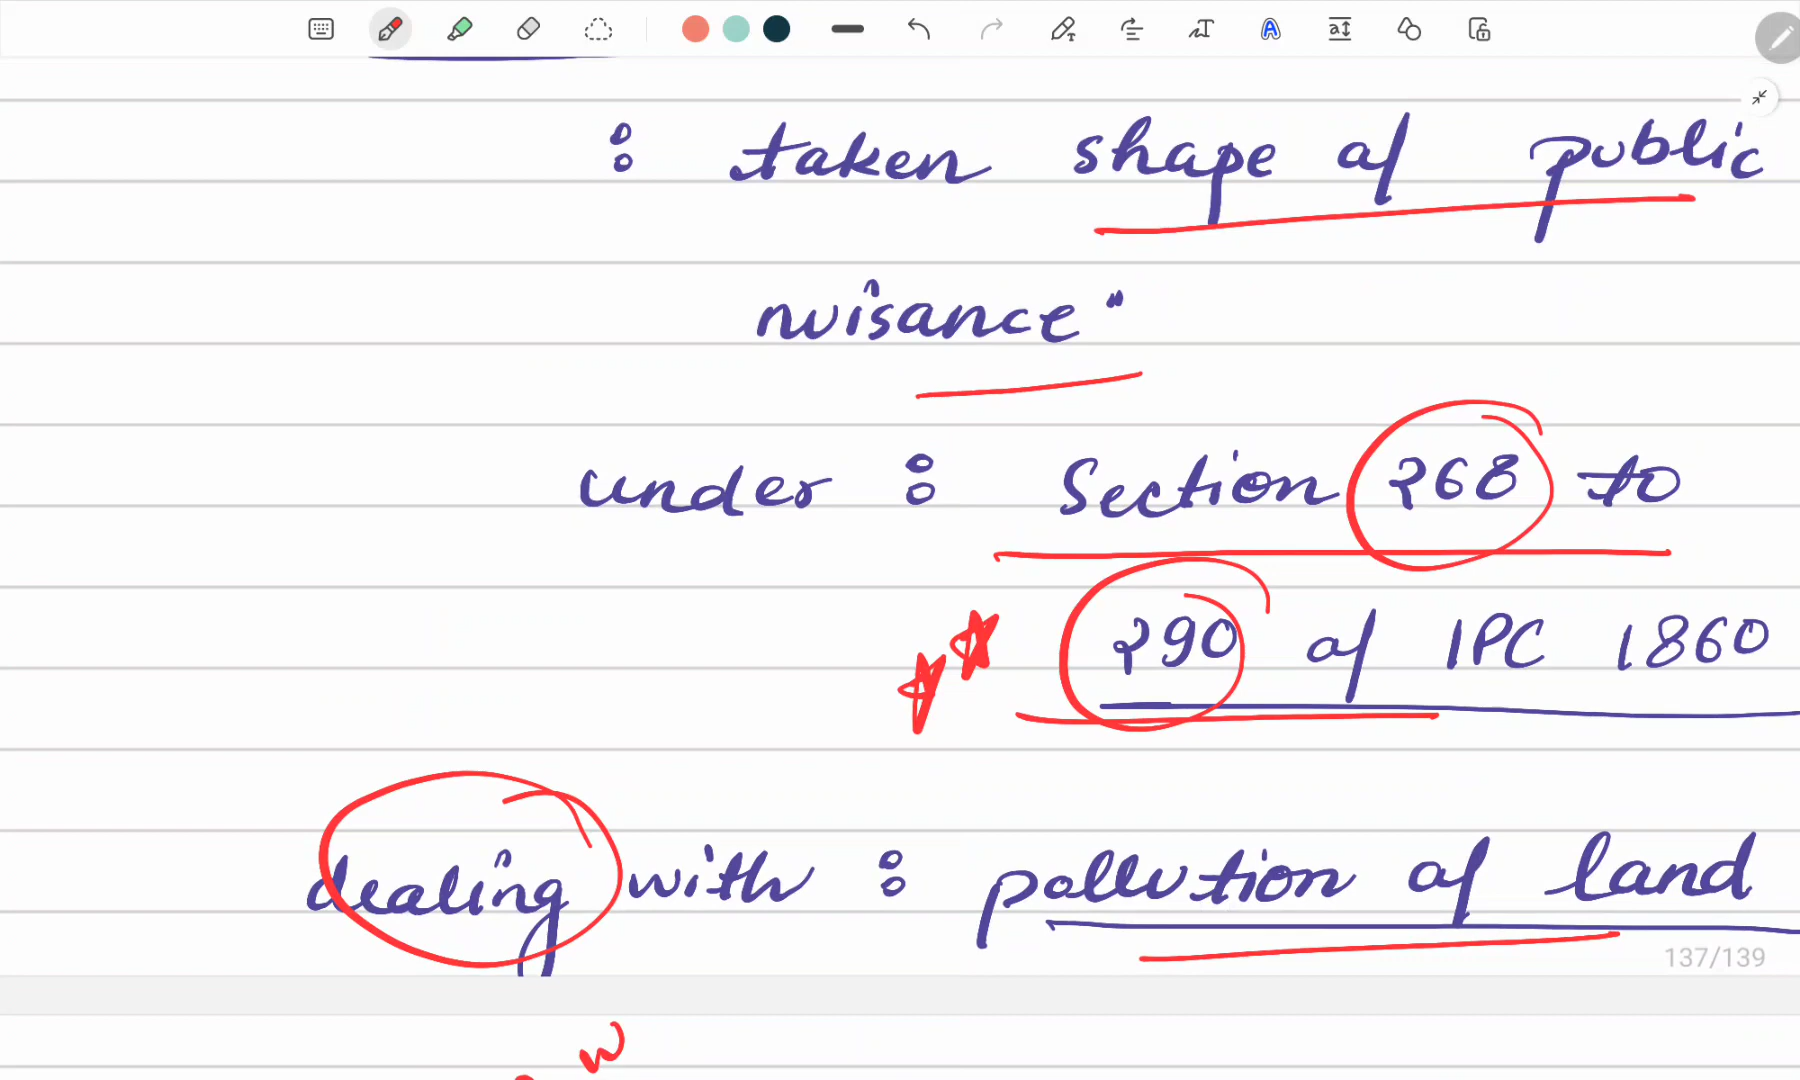 : taken shape of public
nuisance"
under : Section 268 to
290 of IPC 1860
dealing with : pollution of land
137/139